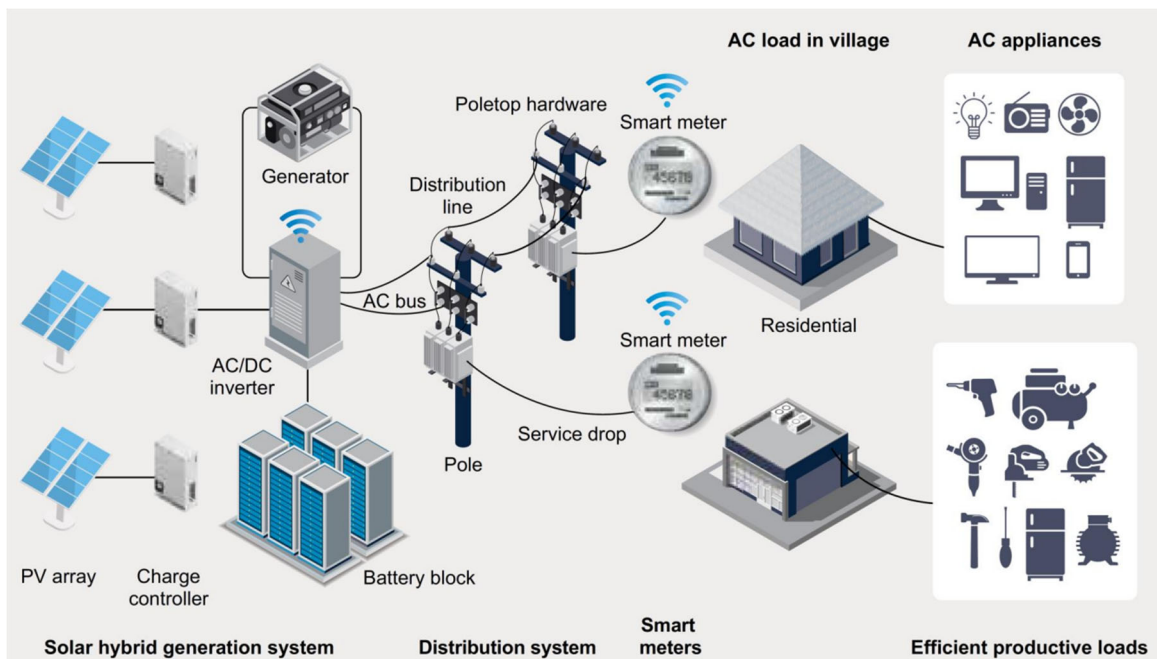 AC load in village
AC appliances
Poletop hardware
Smart meter
45678
Generator
Distribution
line
AC bus
Residential
AC/DC
inverter
Smart meter
45678
Service drop
Pole
PV array
Charge
controller
Battery block
Solar hybrid generation system
Distribution system
Smart
meters
Efficient productive loads